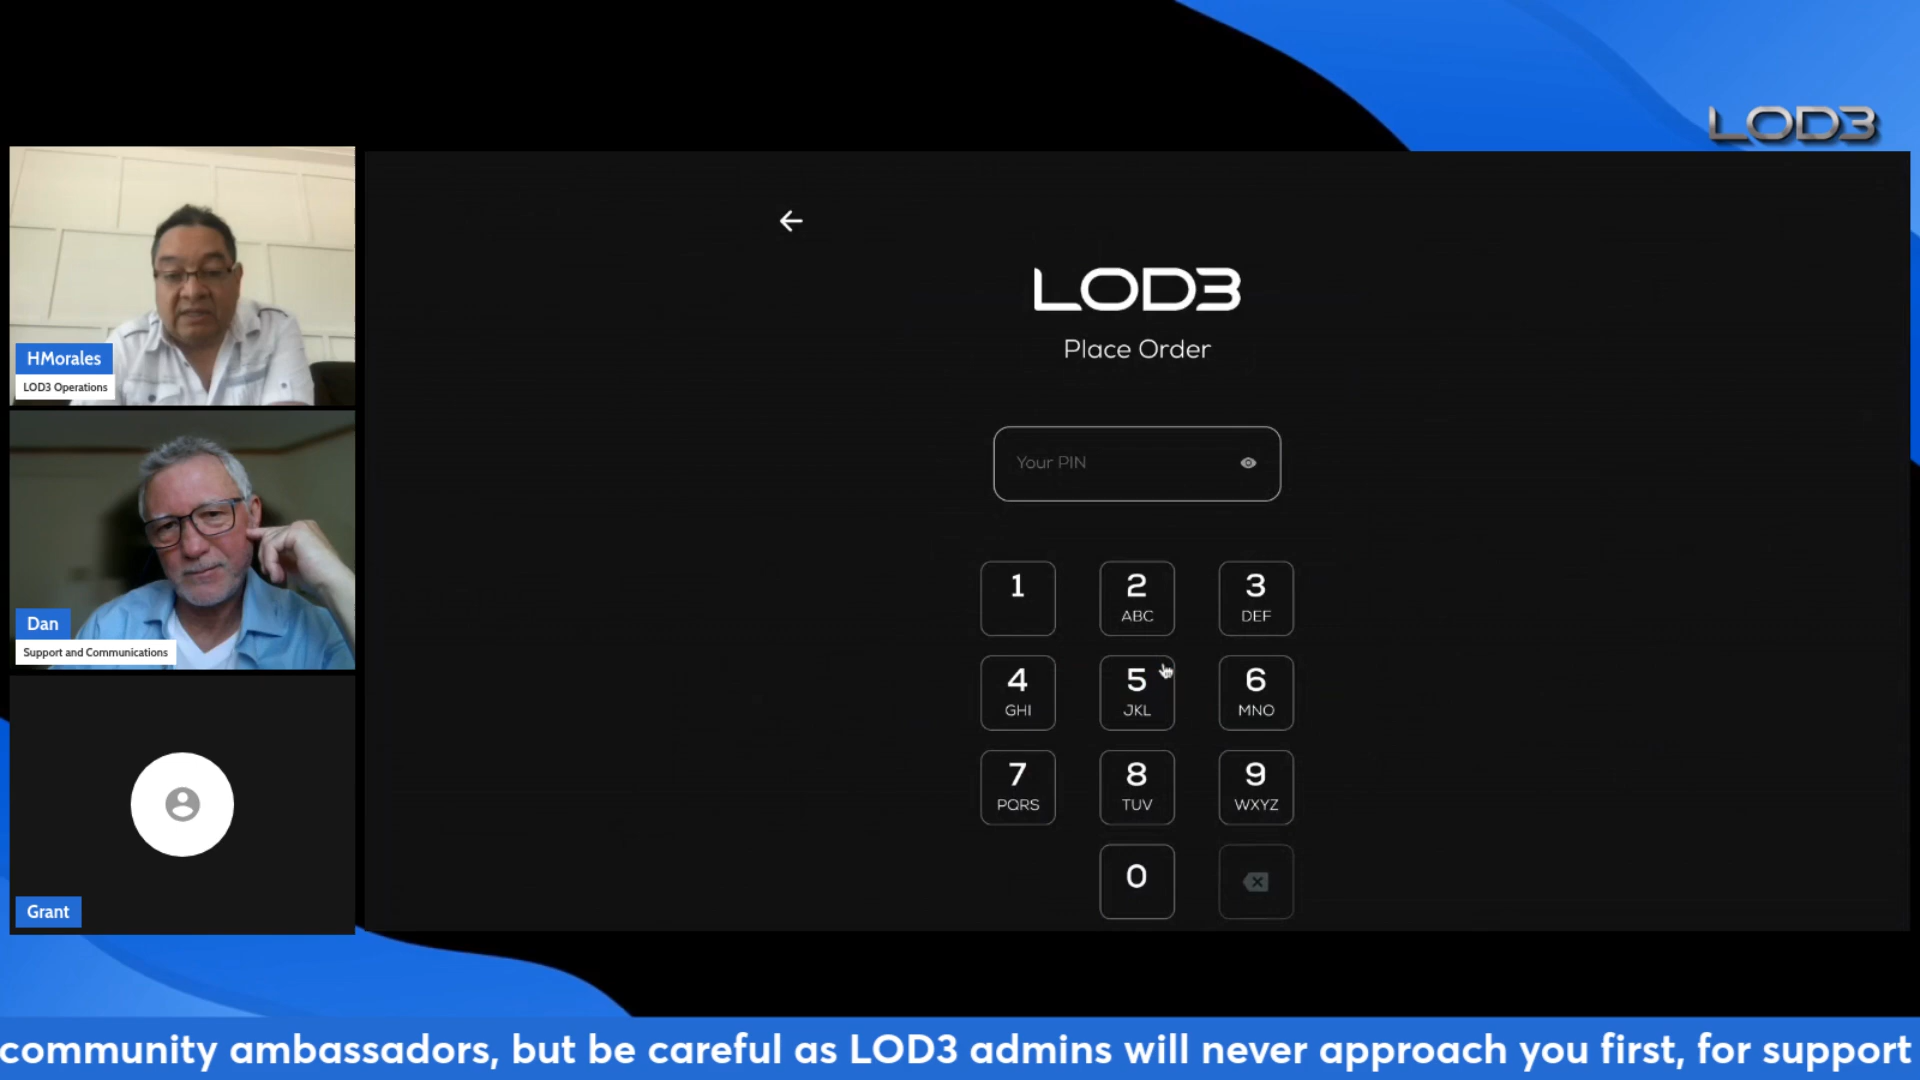 LOD3
HMorales
LOD3 Operations
Dan
Support and Communications
Grant
LOD3
Place Order
Your PIN
1
2
ABC
3
DEF
4
GHI
5
JKL
6
MNO
7
PQRS
8
TUV
9
WXYZ
0
community ambassadors, but be careful as LOD3 admins will never approach you first, for support